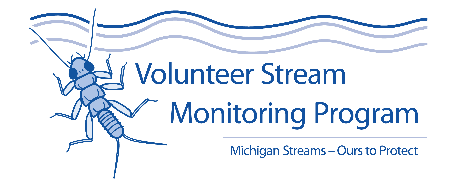 Volunteer Stream
Monitoring Program
Michigan Streams – Ours to Protect